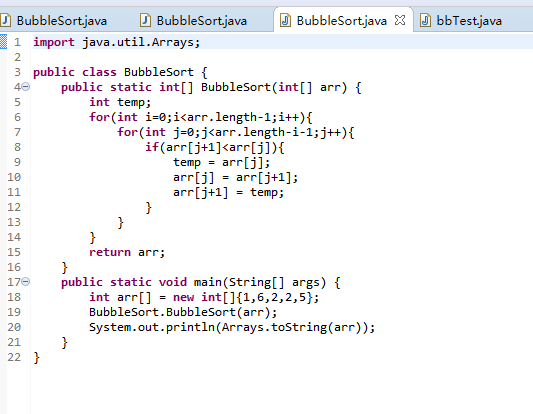 BubbleSort.java BubbleSort.java BubbleSort.java bbTest.java
1 import java.util.Arrays;
2
3 public class BubbleSort {
4 public static int[] BubbleSort(int[] arr) {
5 int temp;
6 for(int i=0;i<arr.length-1;i++){
7 for(int j=0;j<arr.length-i-1;j++){
8 if(arr[j+1]<arr[j]){
9 temp = arr[j];
10 arr[j] = arr[j+1];
11 arr[j+1] = temp;
12 }
13 }
14 }
15 return arr;
16 }
17 public static void main(String[] args) {
18 int arr[] = new int[]{1,6,2,2,5};
19 BubbleSort.BubbleSort(arr);
20 System.out.println(Arrays.toString(arr));
21 }
22 }